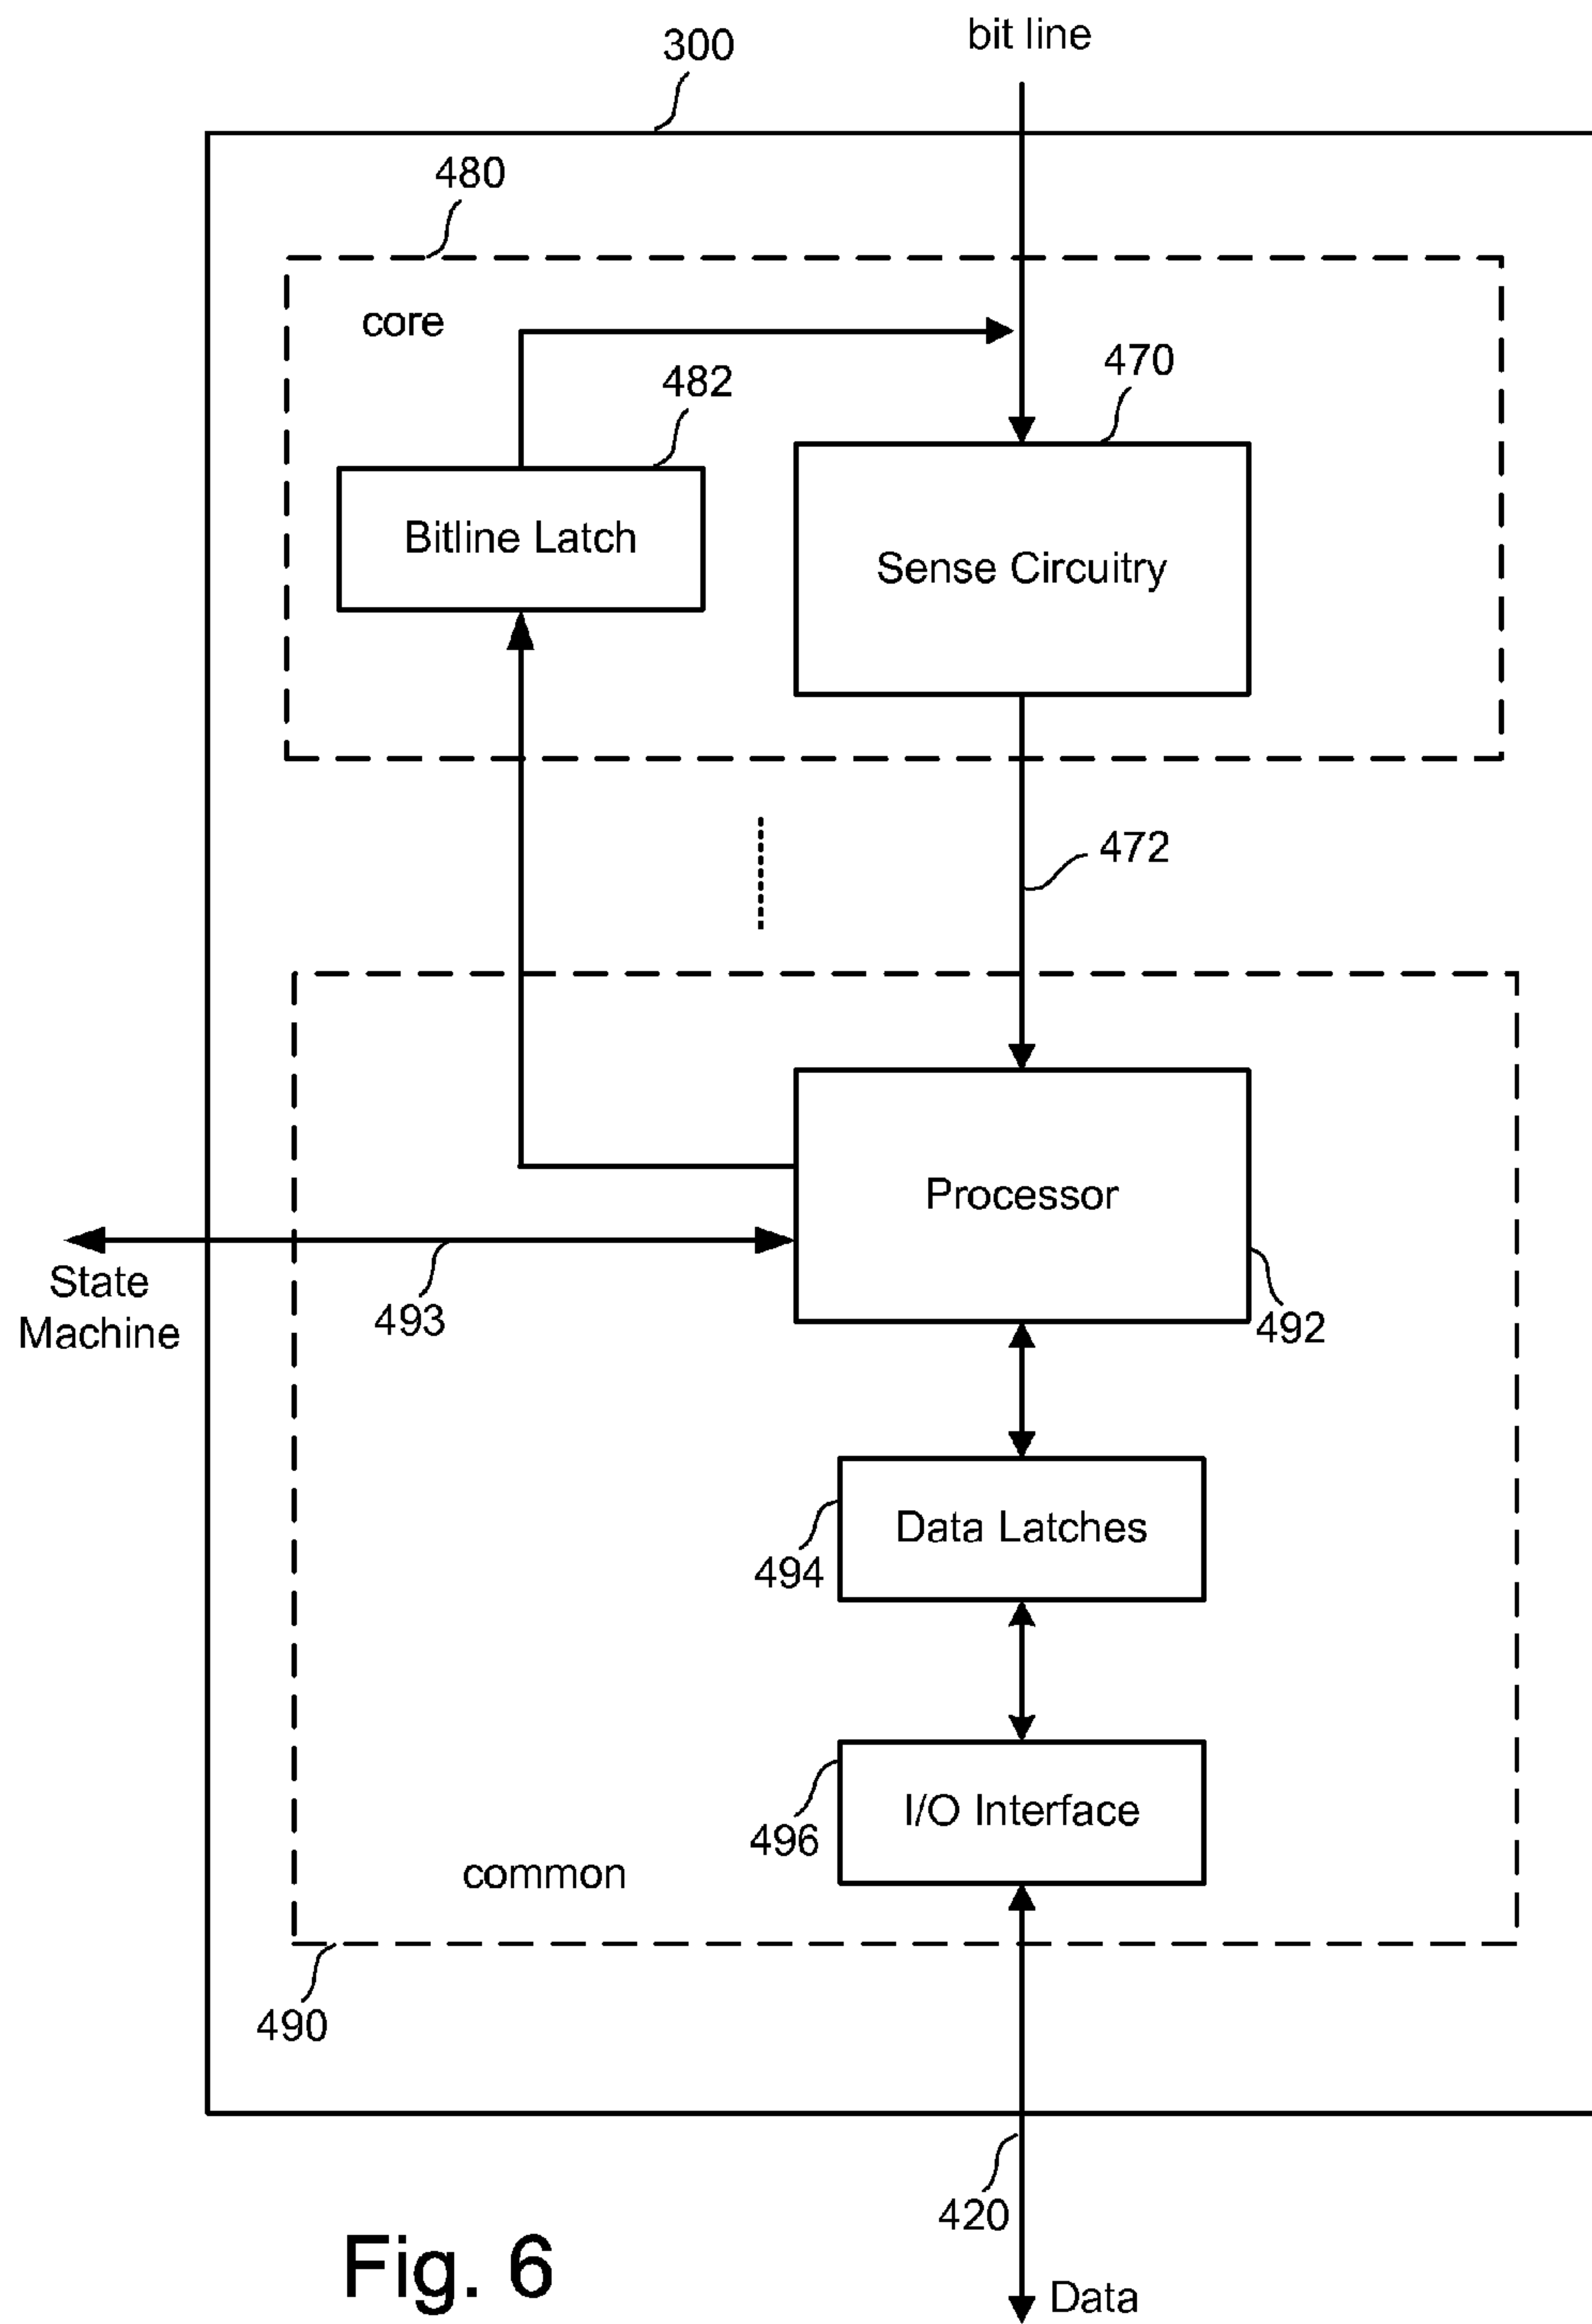 300
bit line
480
core
482
470
Bitline Latch
Sense Circuitry
472
Processor
State
Machine
493
492
Data Latches
494
I/O Interface
496
common
490
420
Data
Fig. 6